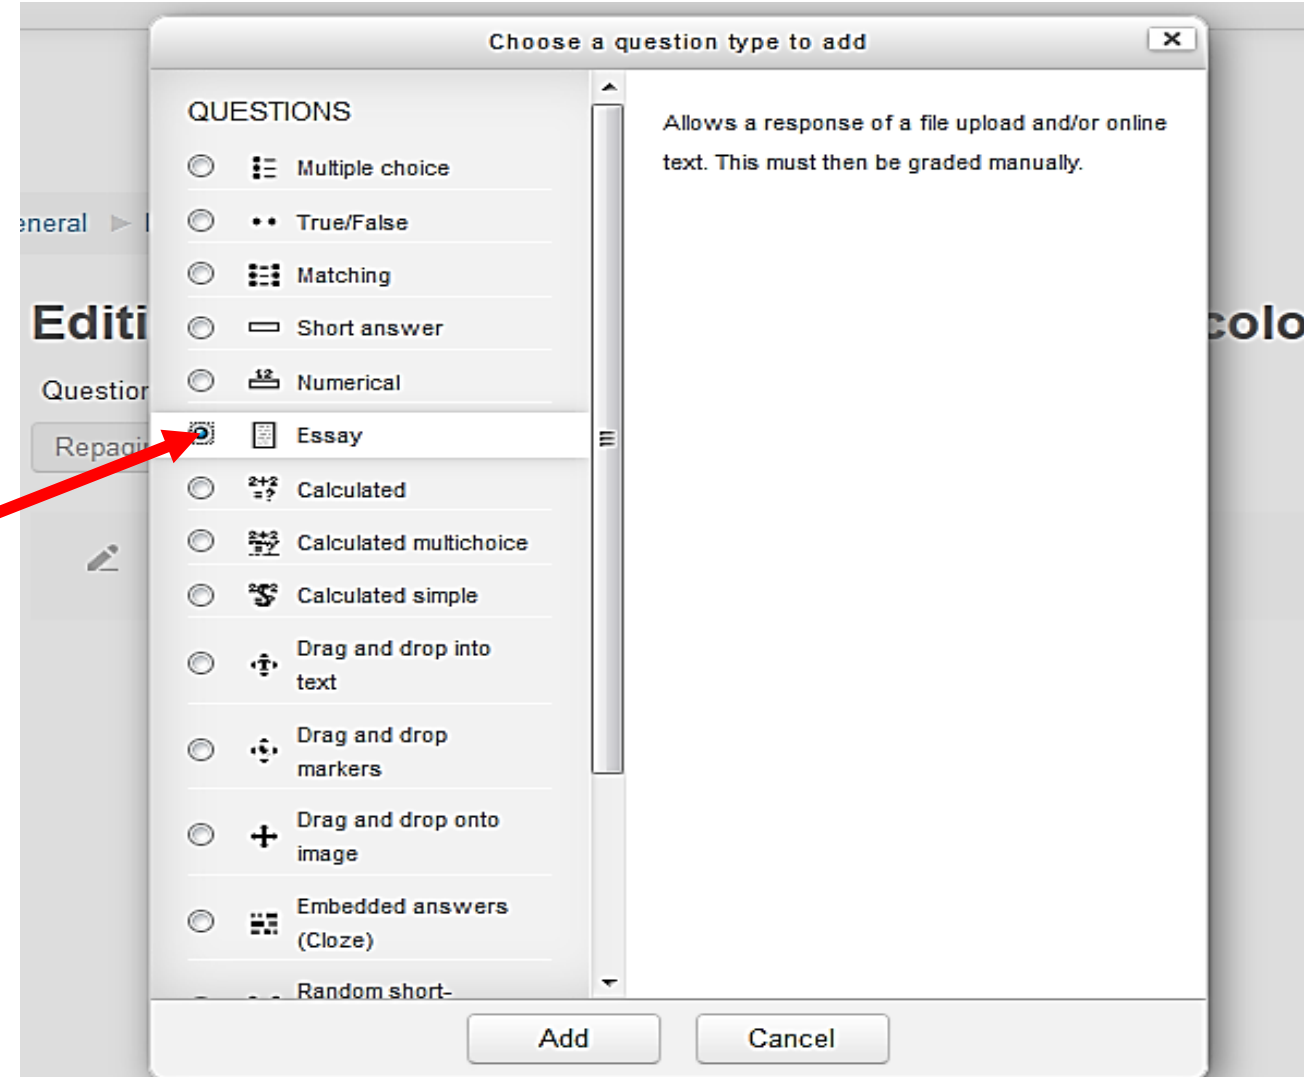 Choose a question type to add
QUESTIONS
Multiple choice
True/False
Matching
Short answer
Numerical
Essay
Calculated
Calculated multichoice
Calculated simple
Drag and drop into
text
Drag and drop
markers
Drag and drop onto
image
Embedded answers
(Cloze)
Random short-
Allows a response of a file upload and/or online
text. This must then be graded manually.
Add
Cancel
eneral
Editi
colo
Question
Repagin